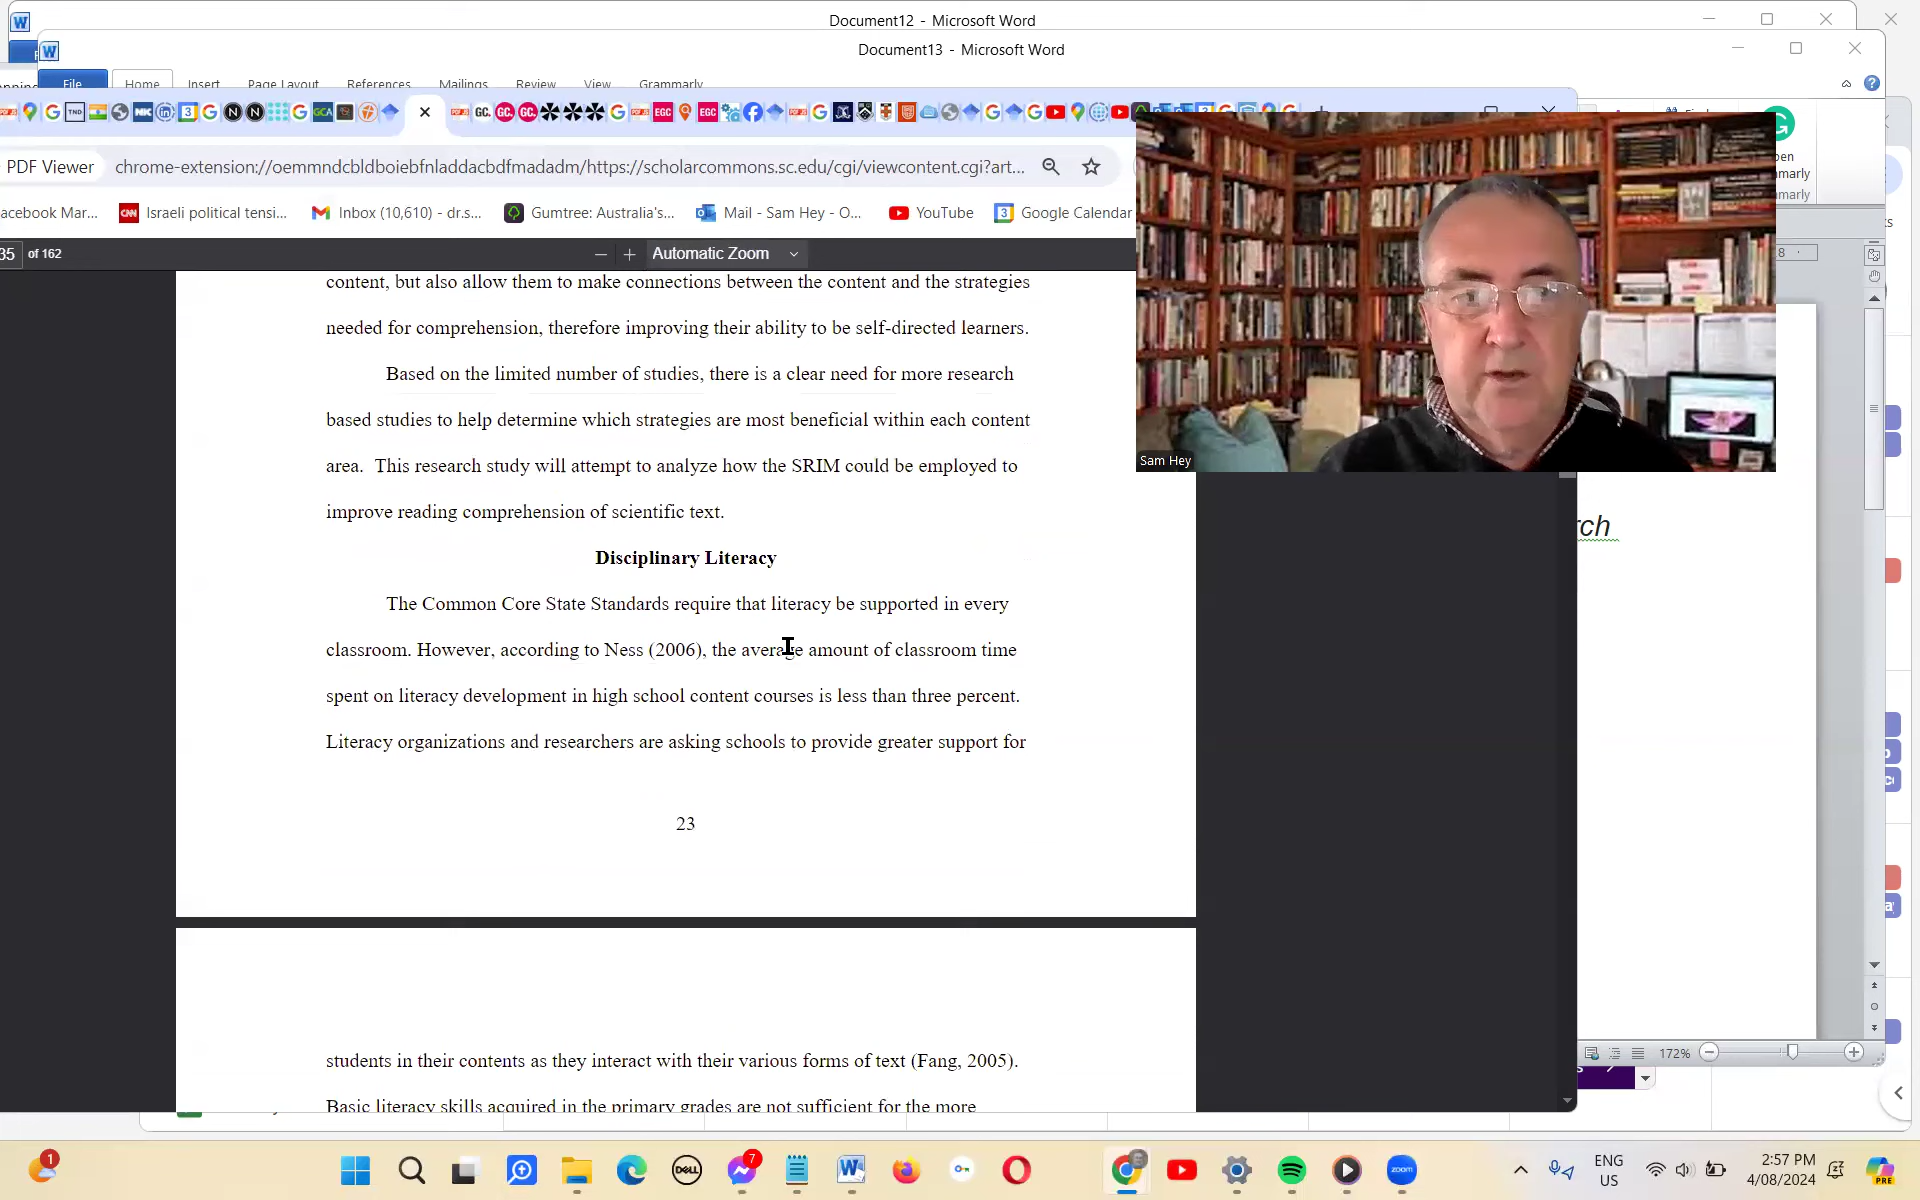 Document12 - Microsoft Word
Document13 - Microsoft Word
File Home Insert Page Layout References Mailings Review View Grammarly
PDF Viewer chrome-extension://oemmndcbldboiebfnladdacbdfmadadm/https://scholarcommons.sc.edu/cgi/viewcontent.cgi?art...
acebook Mar... Israeli political tensi... Inbox (10,610) - dr.s... Gumtree: Australia's... Mail - Sam Hey - O... YouTube Google Calendar
35 of 162 Automatic Zoom
content, but also allow them to make connections between the content and the strategies
needed for comprehension, therefore improving their ability to be self-directed learners.
Based on the limited number of studies, there is a clear need for more research
based studies to help determine which strategies are most beneficial within each content
area. This research study will attempt to analyze how the SRIM could be employed to
improve reading comprehension of scientific text.
Disciplinary Literacy
The Common Core State Standards require that literacy be supported in every
classroom. However, according to Ness (2006), the average amount of classroom time
spent on literacy development in high school content courses is less than three percent.
Literacy organizations and researchers are asking schools to provide greater support for
23
students in their contents as they interact with their various forms of text (Fang, 2005).
Basic literacy skills acquired in the primary grades are not sufficient for the more
Sam Hey
rch
172%
ENG
US
2:57 PM
4/08/2024